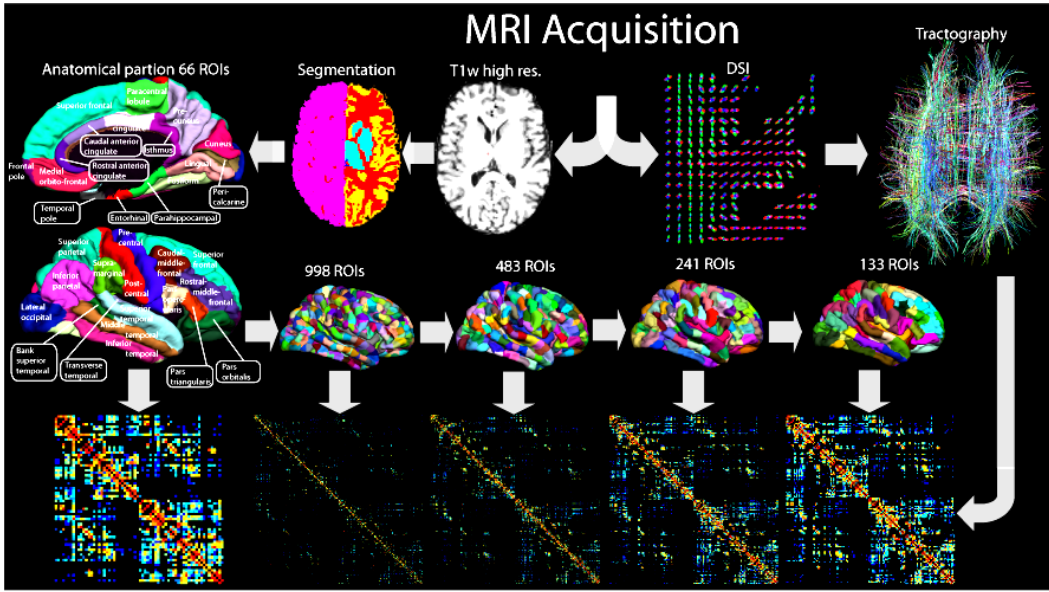 MRI Acquisition
Anatomical partion 66 ROIs
Segmentation
T1w high res.
DSI
Tractography
Paracentral
lobule
Superior frontal
cingulate
Caudal anterior
cingulate
Isthmus
Cuneus
Lingual
Rostral anterior
cingulate
Frontal
pole
Medial
orbito-frontal
Peri-
calcarine
Temporal
pole
Entorhinal
Parahippocampal
Pre-
central
Superior
parietal
Supra-
marginal
Caudal-
middle-
frontal
Superior
frontal
Inferior
parietal
Post-
central
Rostral-
middle-
frontal
Lateral
occipital
temporal
Middle
temporal
Inferior
temporal
Bank
superior
temporal
Transverse
temporal
Pars
triangularis
Pars
orbitalis
998 ROIs
483 ROIs
241 ROIs
133 ROIs